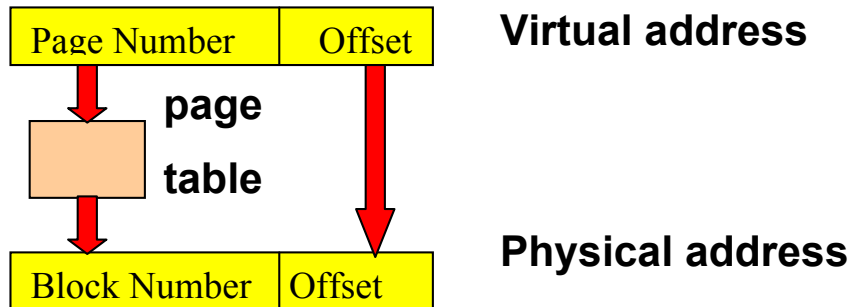 Page Number Offset Virtual address
page
table
Block Number Offset Physical address